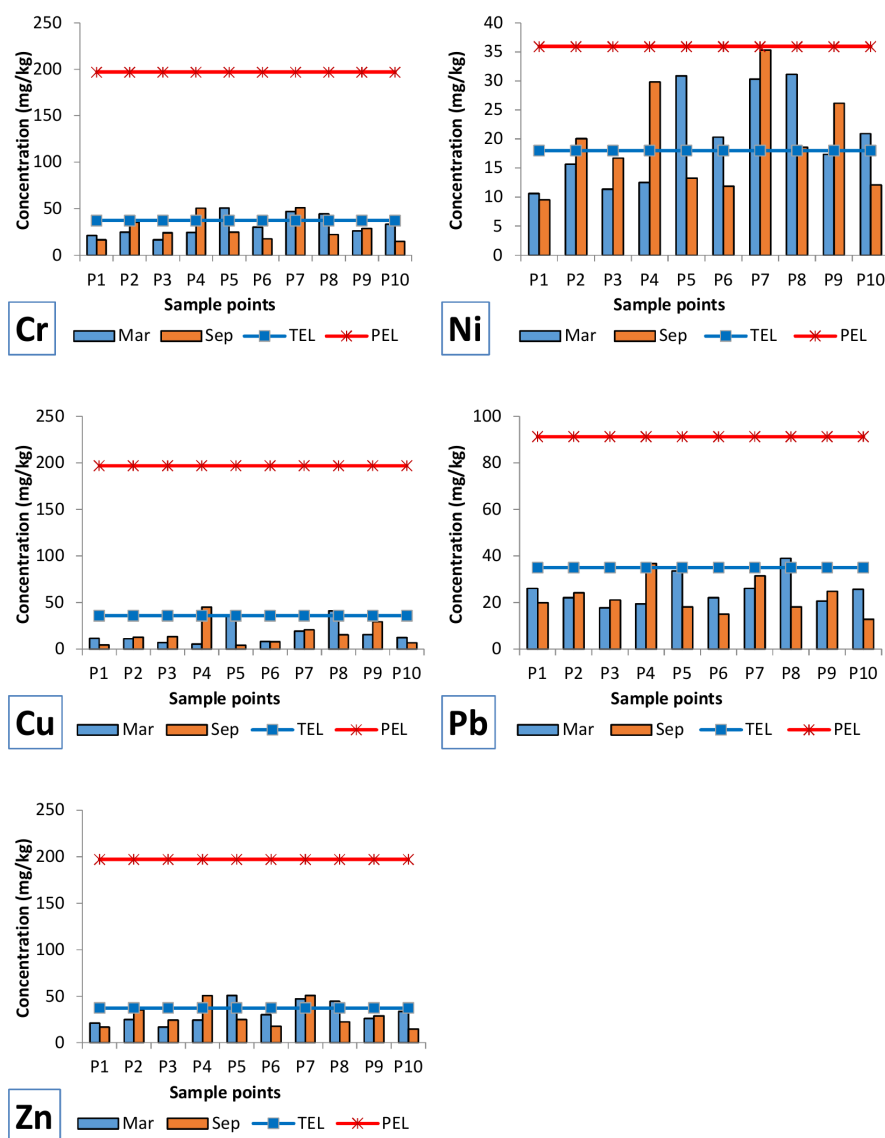 250
200
150
100
50
0
Concentration (mg/kg)
P1 P2 P3 P4 P5 P6 P7 P8 P9 P10
Sample points
Cr
Mar Sep TEL PEL
40
35
30
25
20
15
10
5
0
Concentration (mg/kg)
P1 P2 P3 P4 P5 P6 P7 P8 P9 P10
Sample points
Ni
Mar Sep TEL PEL
250
200
150
100
50
0
Concentration (mg/kg)
P1 P2 P3 P4 P5 P6 P7 P8 P9 P10
Sample points
Cu
Mar Sep TEL PEL
100
80
60
40
20
0
Concentration (mg/kg)
P1 P2 P3 P4 P5 P6 P7 P8 P9 P10
Sample points
Pb
Mar Sep TEL PEL
250
200
150
100
50
0
Concentration (mg/kg)
P1 P2 P3 P4 P5 P6 P7 P8 P9 P10
Sample points
Zn
Mar Sep TEL PEL